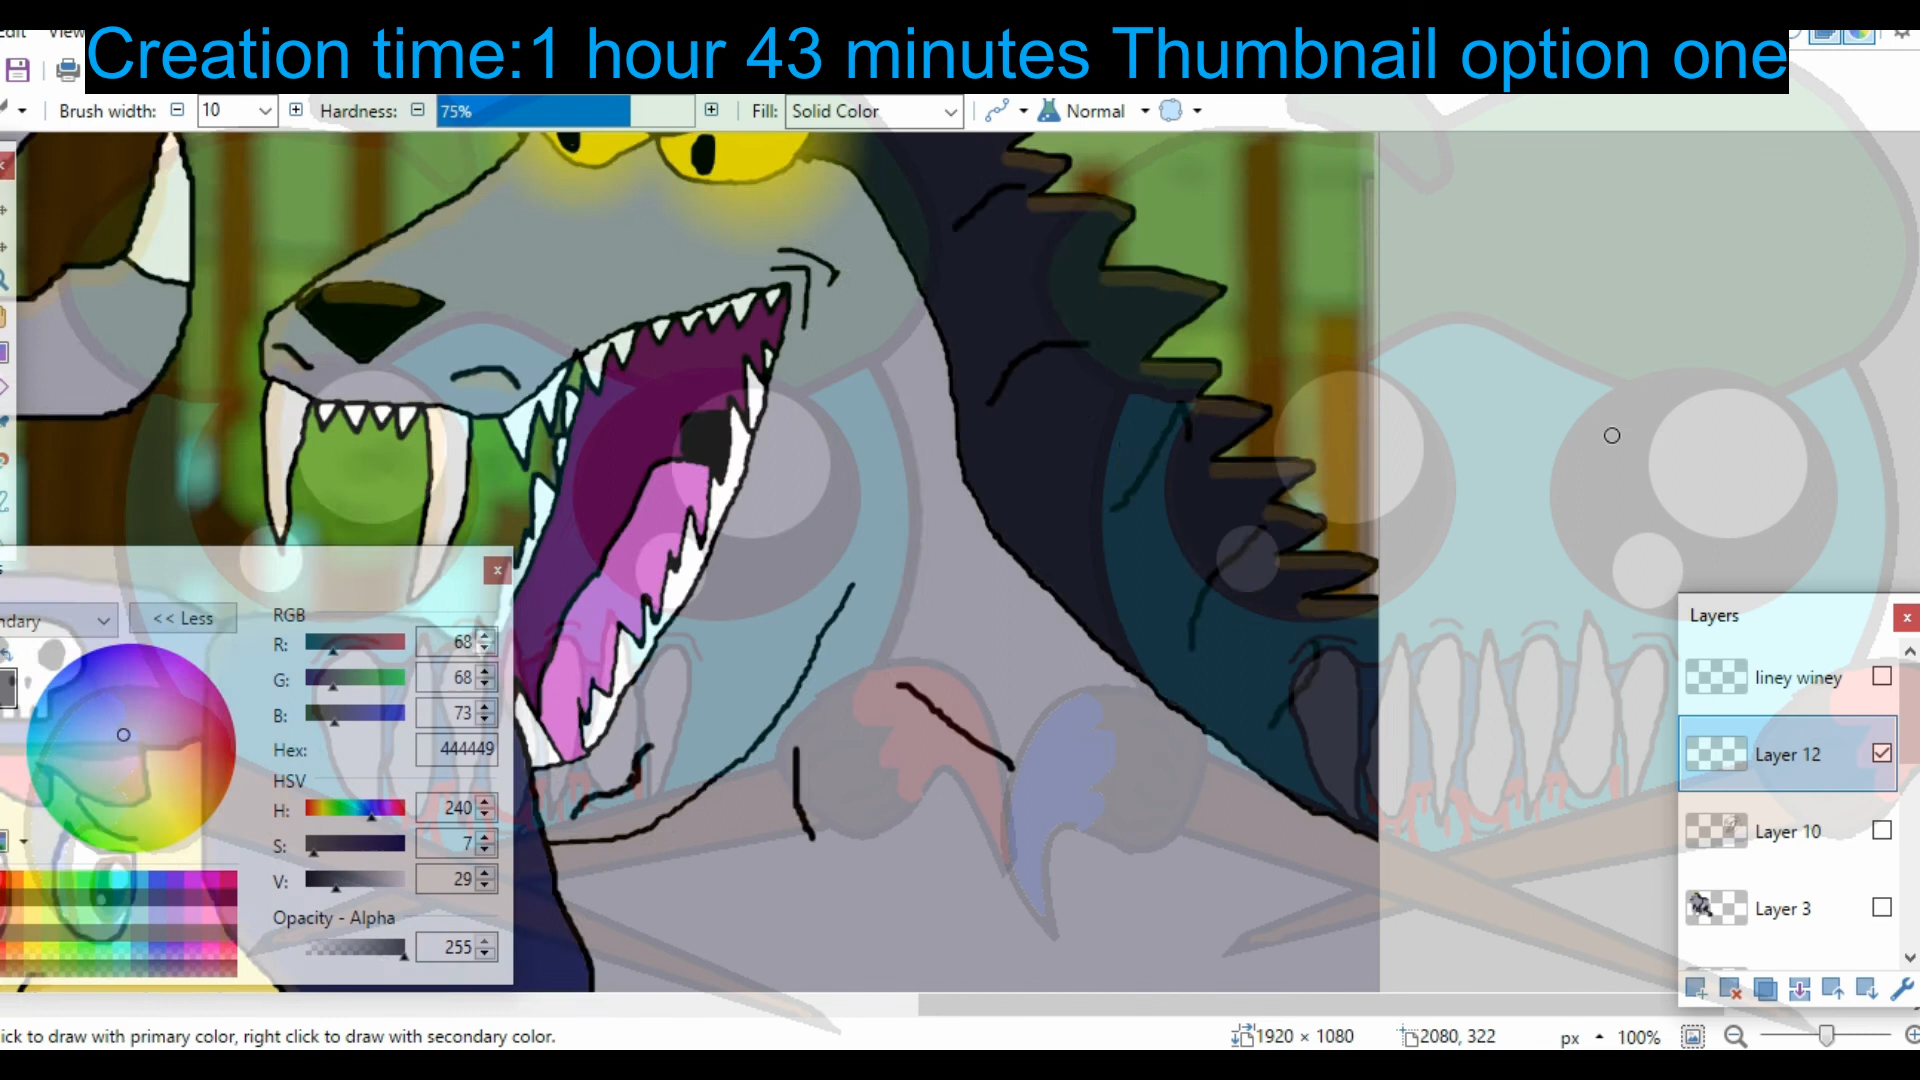 Creation time:1 hour 43 minutes Thumbnail option one
View
Brush width: 10 Hardness: 75% Fill: Solid Color Normal
<< Less
RGB
R: 68
G: 68
B: 73
Hex: 444449
HSV
H: 240
S: 7
V: 29
Opacity - Alpha
255
Layers
liney winey
Layer 12
Layer 10
Layer 3
ick to draw with primary color, right click to draw with secondary color.
1920 × 1080 2080, 322 px 100%